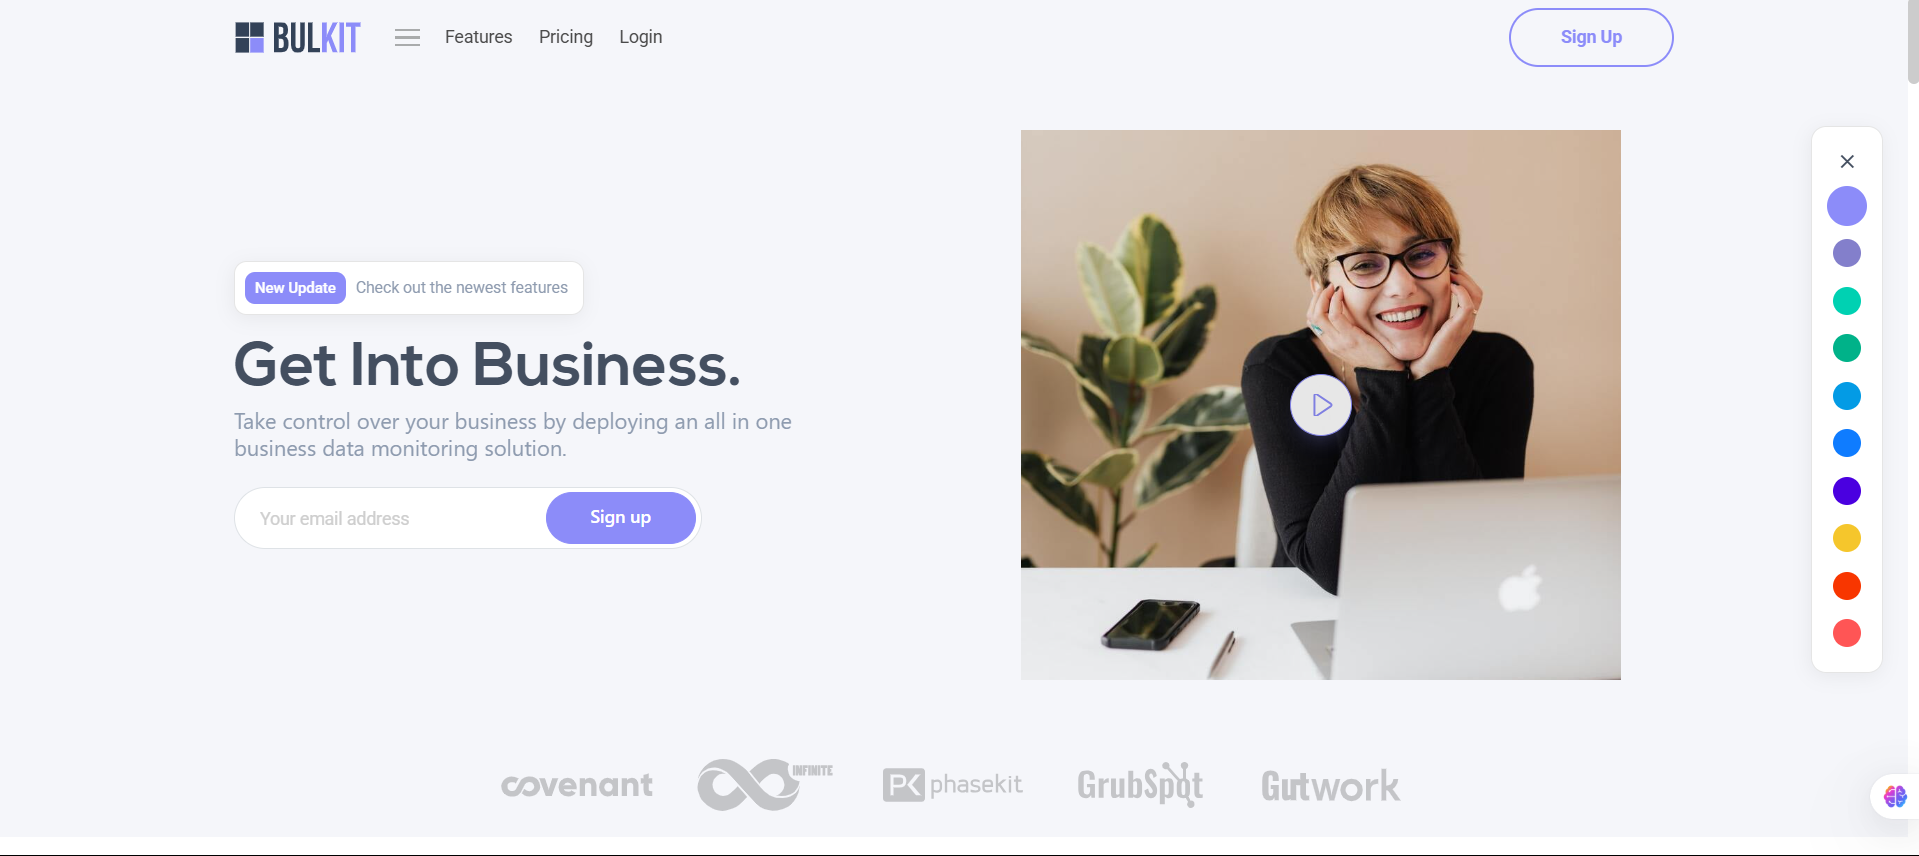 BULKIT
Features
Pricing
Login
Sign Up
New Update
Check out the newest features
Get Into Business.
Take control over your business by deploying an all in one
business data monitoring solution.
Your email address
Sign up
covenant
INFINITE
PK phasekit
GrubSpot
Gutwork